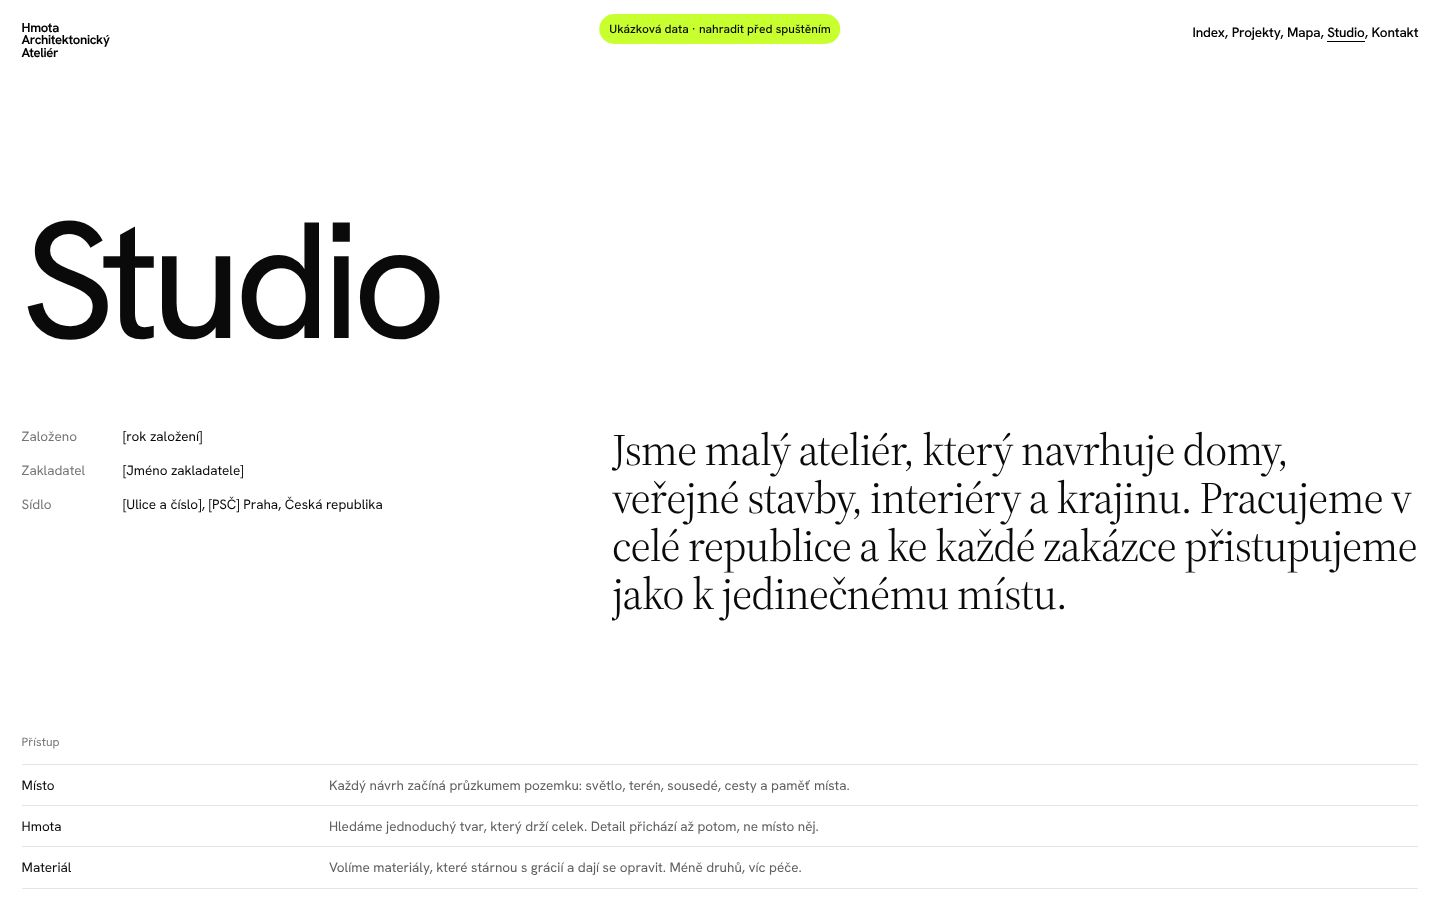 Hmota
Architektonický
Ateliér
Ukázková data · nahradit před spuštěním
Index, Projekty, Mapa, Studio, Kontakt
Studio
Založeno [rok založení]
Zakladatel [Jméno zakladatele]
Sídlo [Ulice a číslo], [PSČ] Praha, Česká republika
Jsme malý ateliér, který navrhuje domy,
veřejné stavby, interiéry a krajinu. Pracujeme v
celé republice a ke každé zakázce přistupujeme
jako k jedinečnému místu.
Přístup
Místo Každý návrh začíná průzkumem pozemku: světlo, terén, sousedé, cesty a paměť místa.
Hmota Hledáme jednoduchý tvar, který drží celek. Detail přichází až potom, ne místo něj.
Materiál Volíme materiály, které stárnou s grácií a dají se opravit. Méně druhů, víc péče.